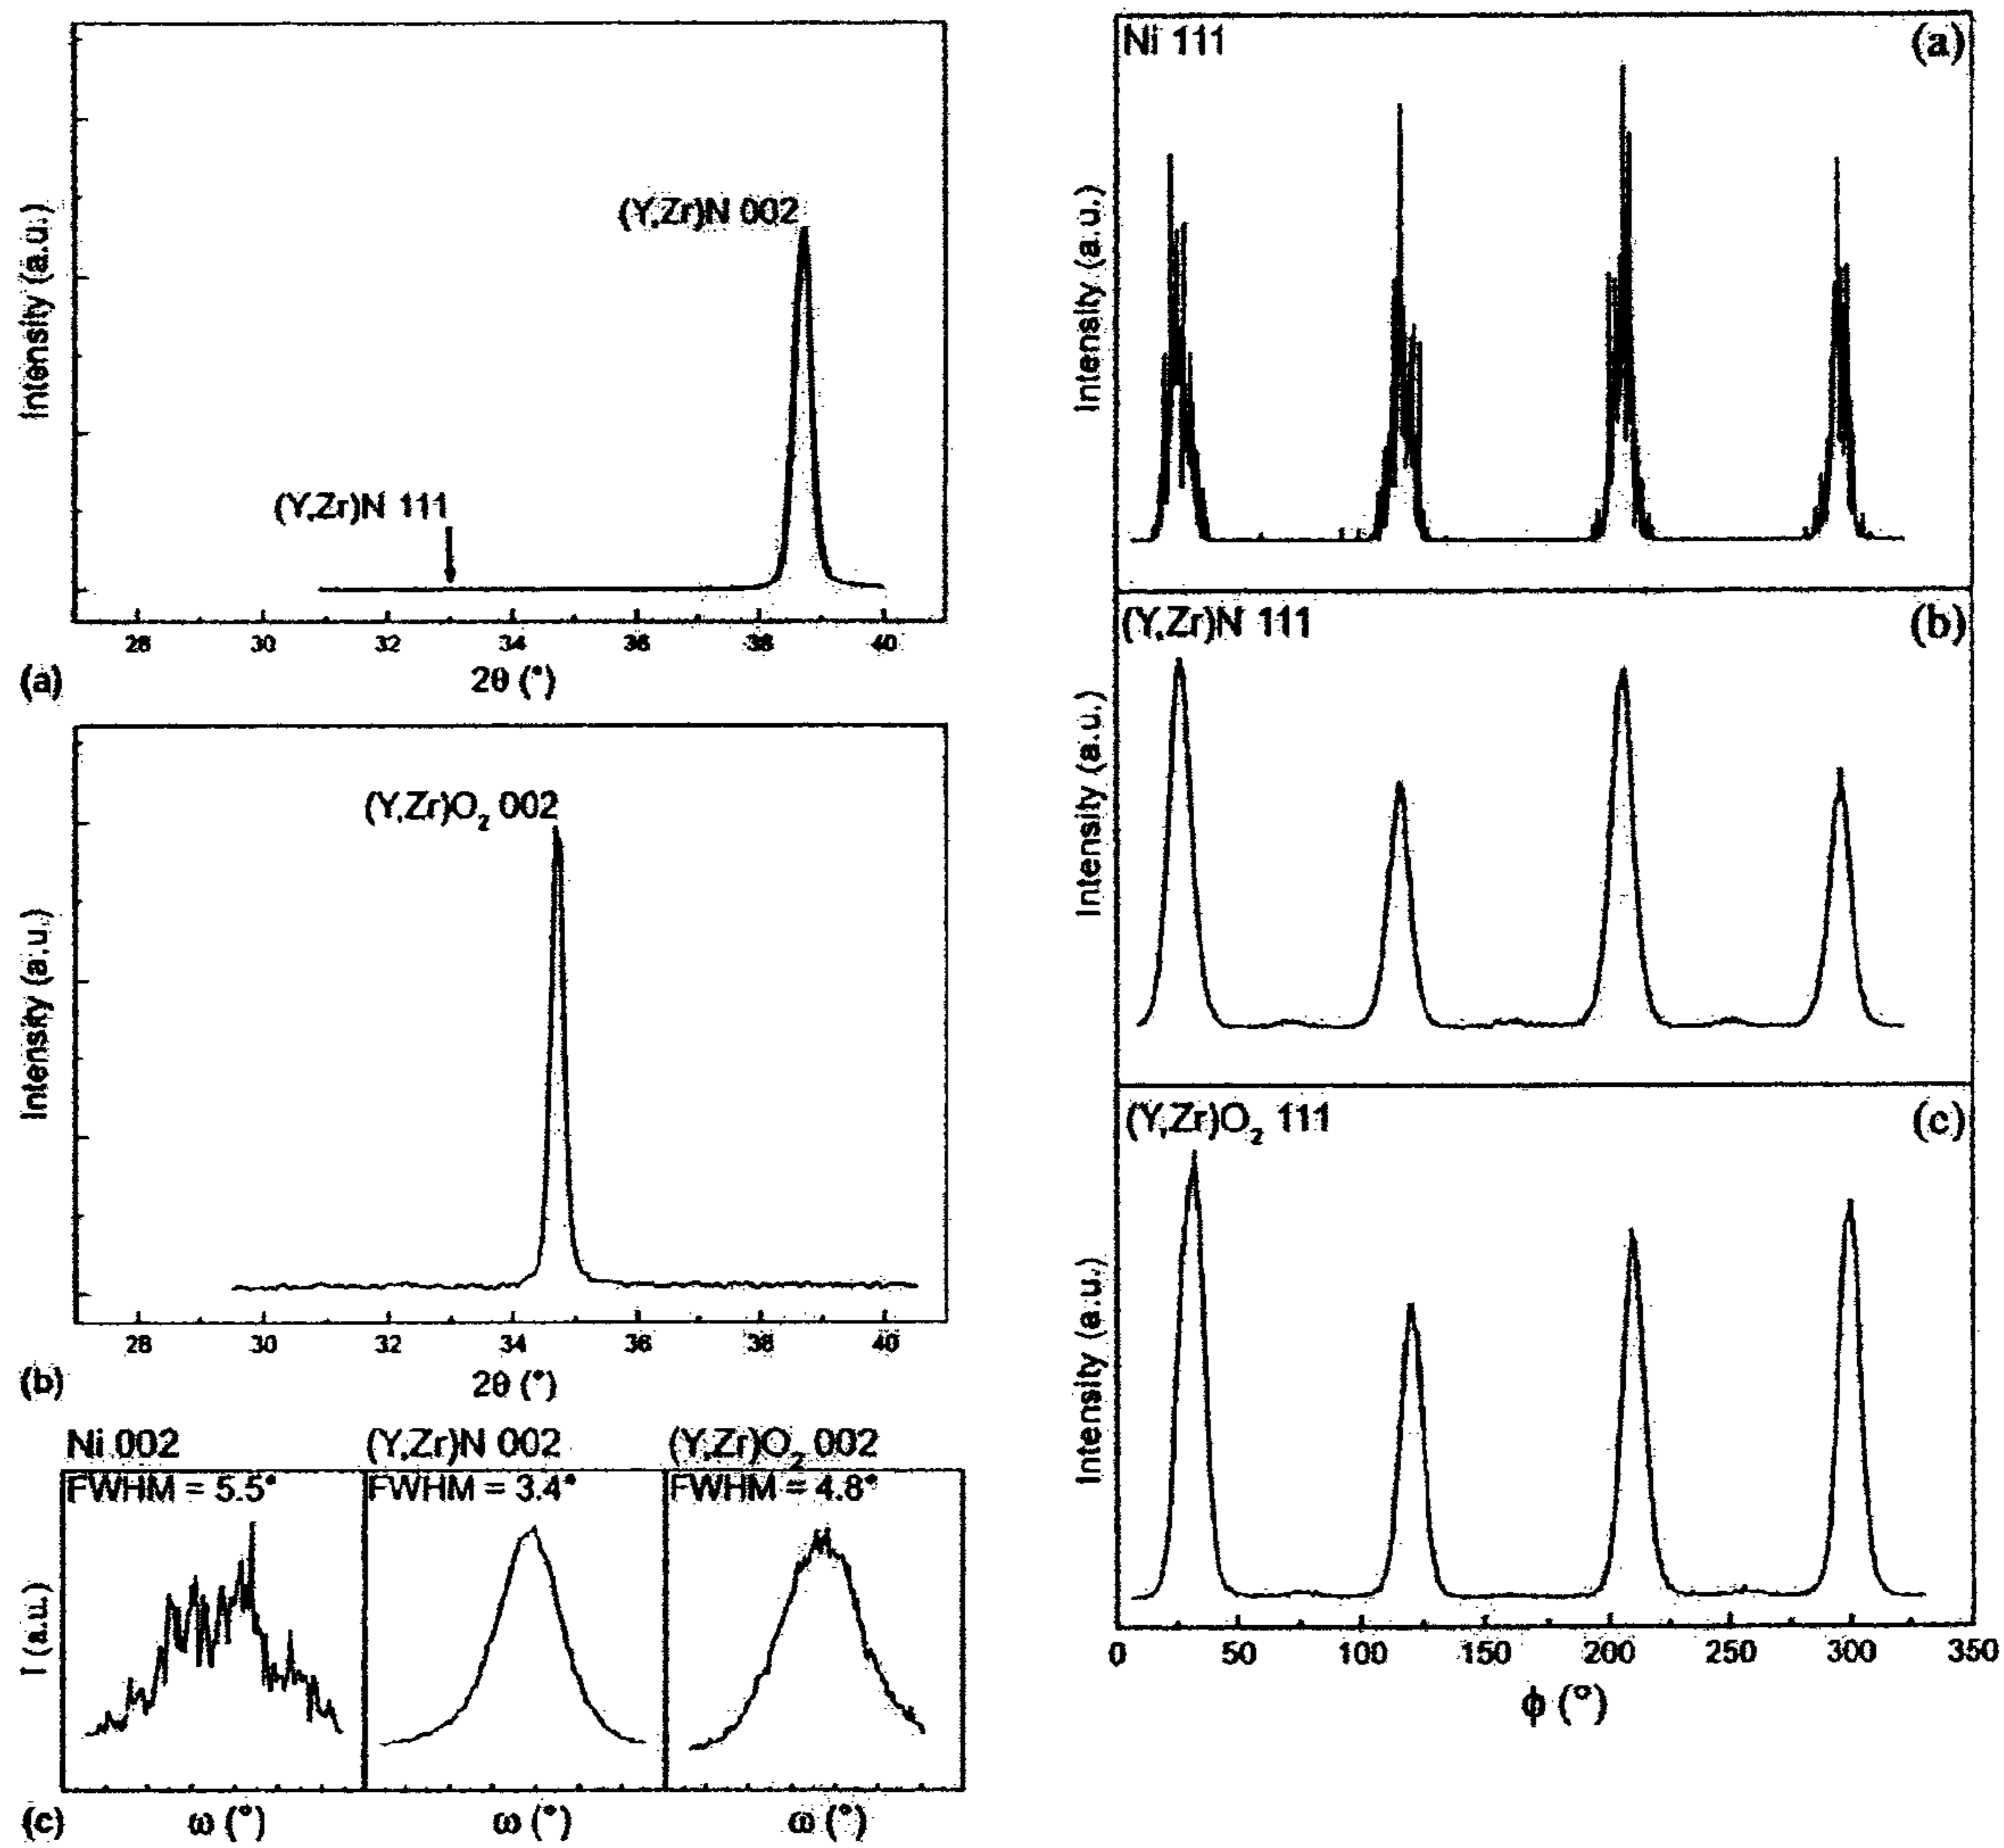 Intensity (a.u.)
(Y,Zr)N 002
(Y,Zr)N 111
28 30 32 34 36 38 40
(a) 2θ (°)
Intensity (a.u.)
(Y,Zr)O₂ 002
28 30 32 34 36 38 40
(b) 2θ (°)
Ni 002 (Y,Zr)N 002 (Y,Zr)O₂ 002
FWHM = 5.5° FWHM = 3.4° FWHM = 4.8°
I (a.u.)
(c) ω (°) ω (°) ω (°)
Ni 111 (a)
Intensity (a.u.)
(Y,Zr)N 111 (b)
Intensity (a.u.)
(Y,Zr)O₂ 111 (c)
Intensity (a.u.)
0 50 100 150 200 250 300 350
ϕ (°)